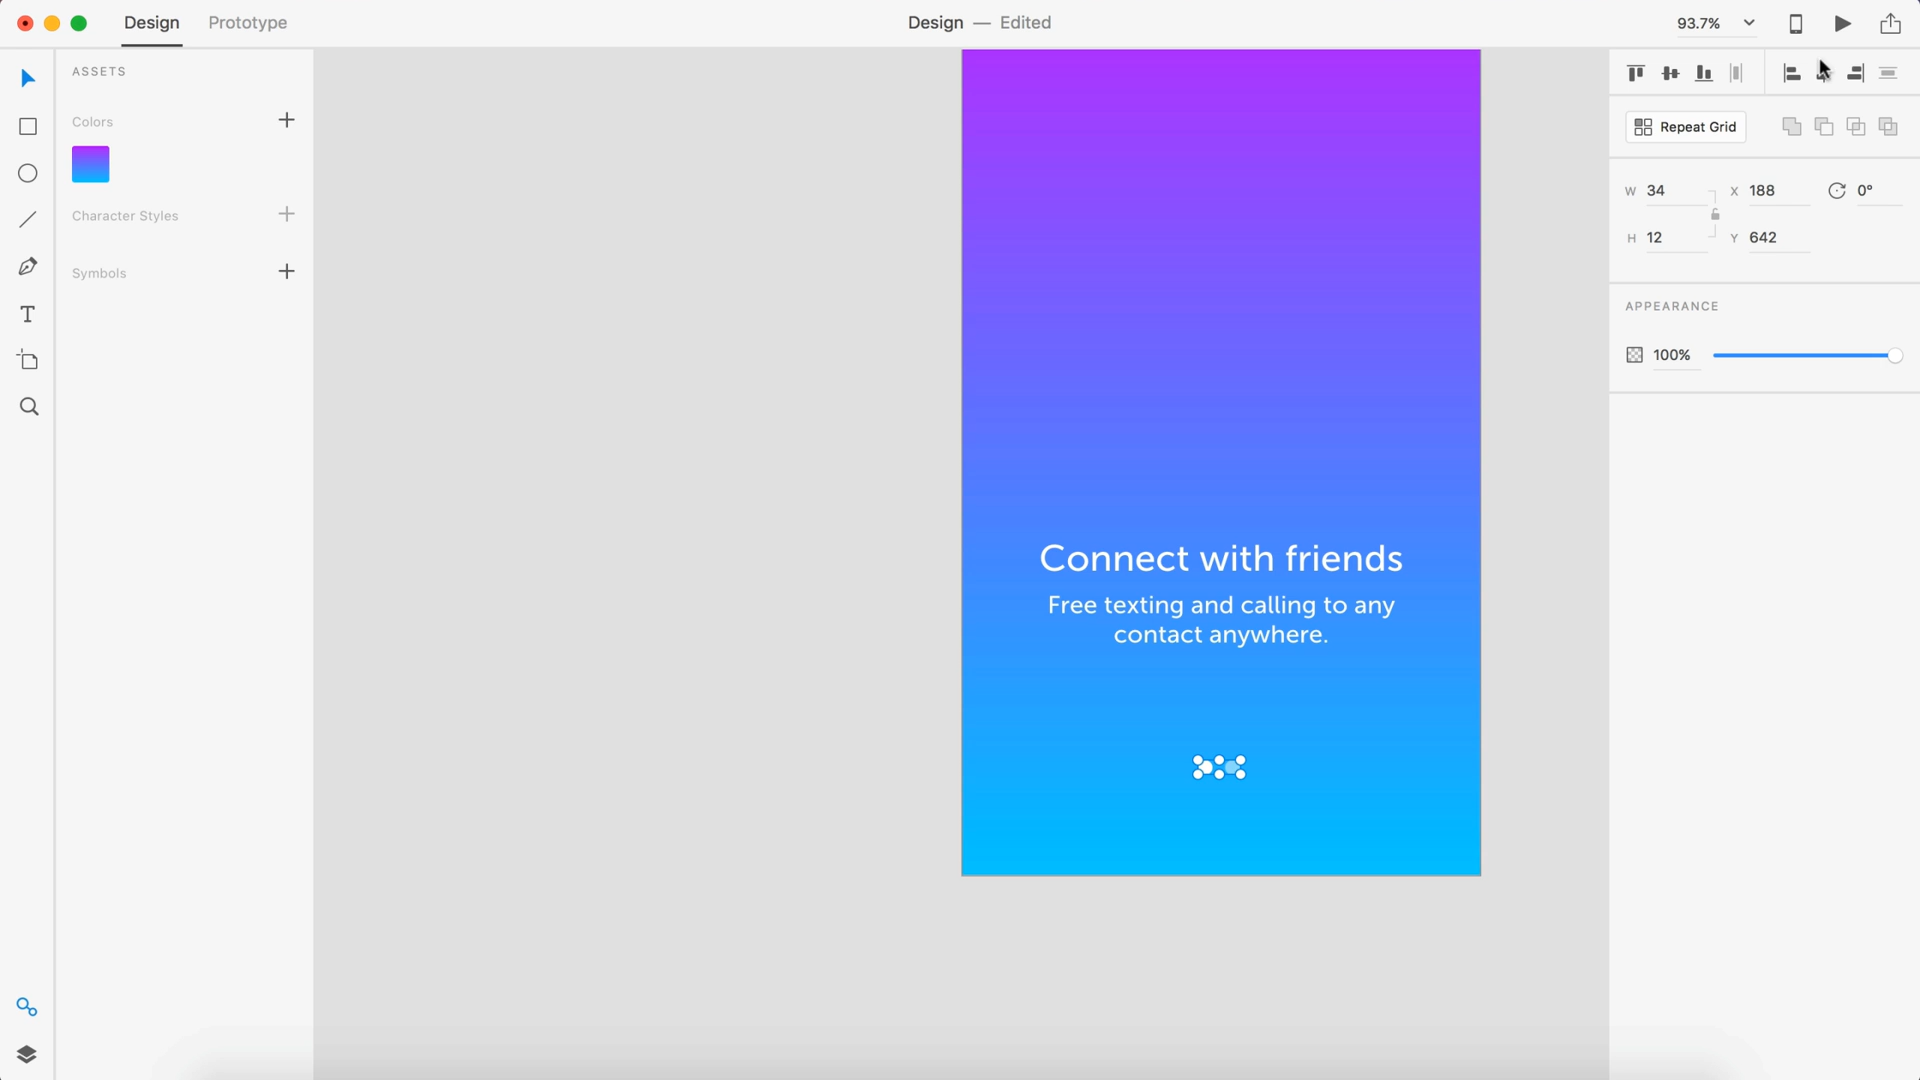 Design
Prototype
Design — Edited
93.7%
ASSETS
Colors
Character Styles
Symbols
Connect with friends
Free texting and calling to any
contact anywhere.
Repeat Grid
W 34
X 188
0°
H 12
Y 642
APPEARANCE
100%